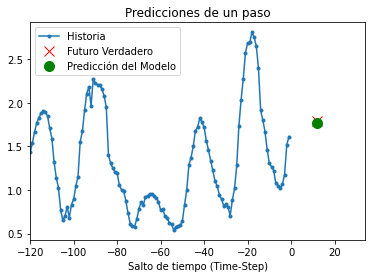 Predicciones de un paso
Historia
Futuro Verdadero
Predicción del Modelo
2.5
2.0
1.5
1.0
0.5
−120 −100 −80 −60 −40 −20 0 20
Salto de tiempo (Time-Step)